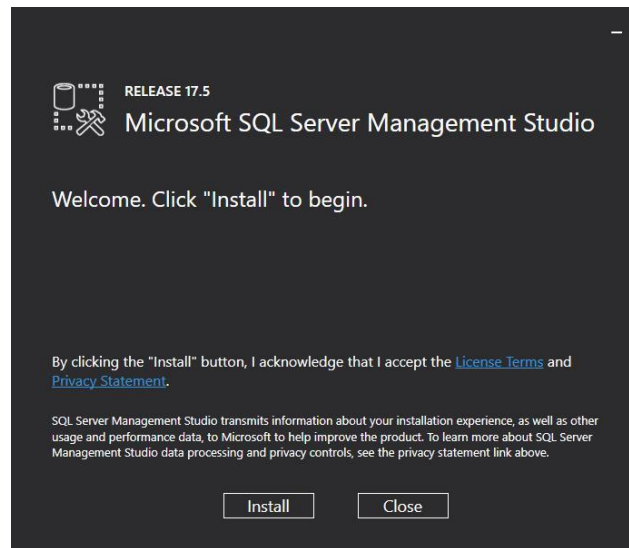 RELEASE 17.5
Microsoft SQL Server Management Studio
Welcome. Click "Install" to begin.
By clicking the "Install" button, I acknowledge that I accept the License Terms and
Privacy Statement.
SQL Server Management Studio transmits information about your installation experience, as well as other
usage and performance data, to Microsoft to help improve the product. To learn more about SQL Server
Management Studio data processing and privacy controls, see the privacy statement link above.
Install
Close